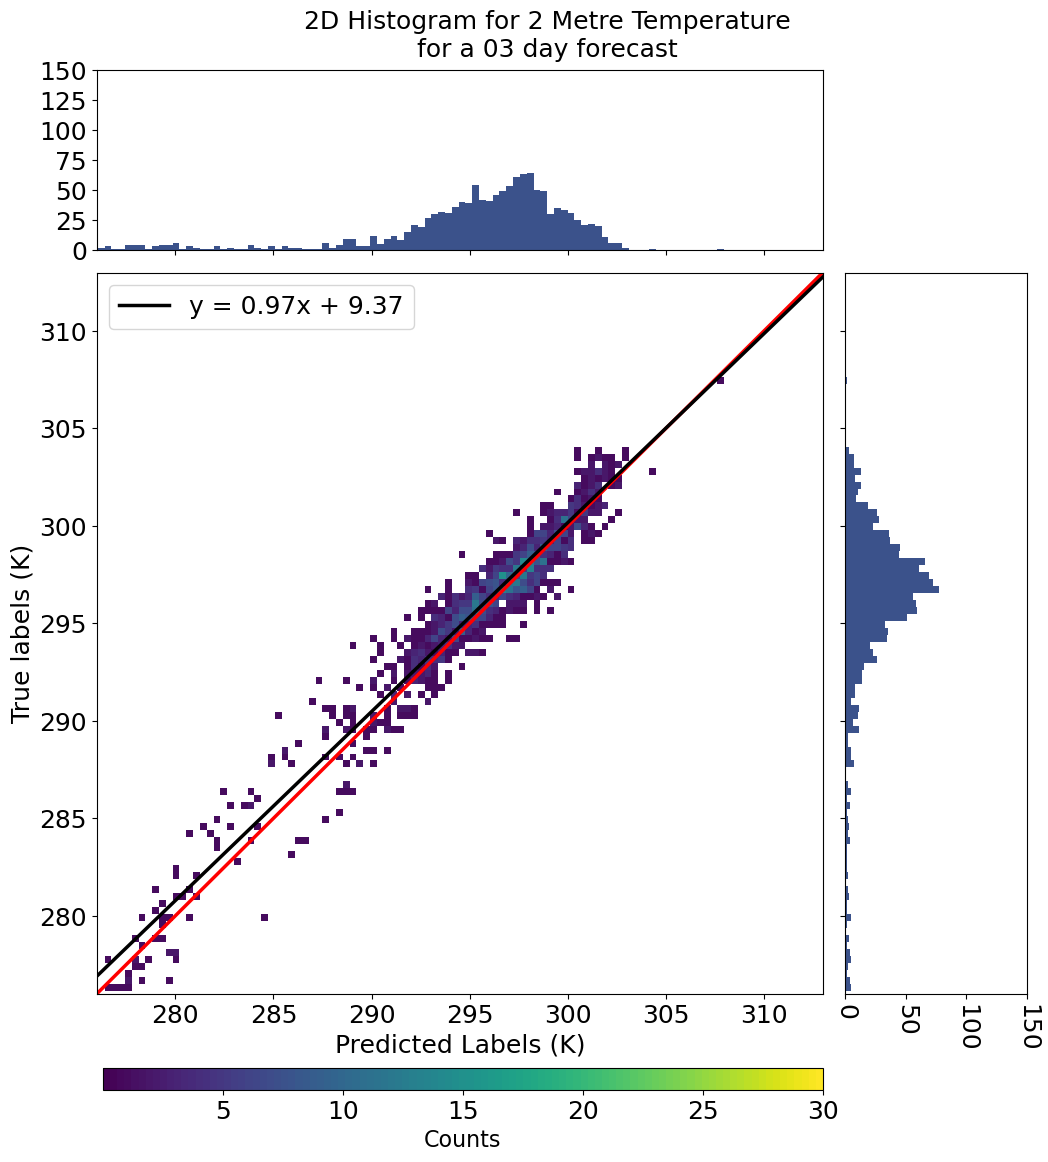 2D Histogram for 2 Metre Temperature
for a 03 day forecast
150
125
100
75
50
25
0
y = 0.97x + 9.37
310
305
300
295
290
285
280
True labels (K)
280 285 290 295 300 305 310
Predicted Labels (K)
0 50 100 150
5 10 15 20 25 30
Counts